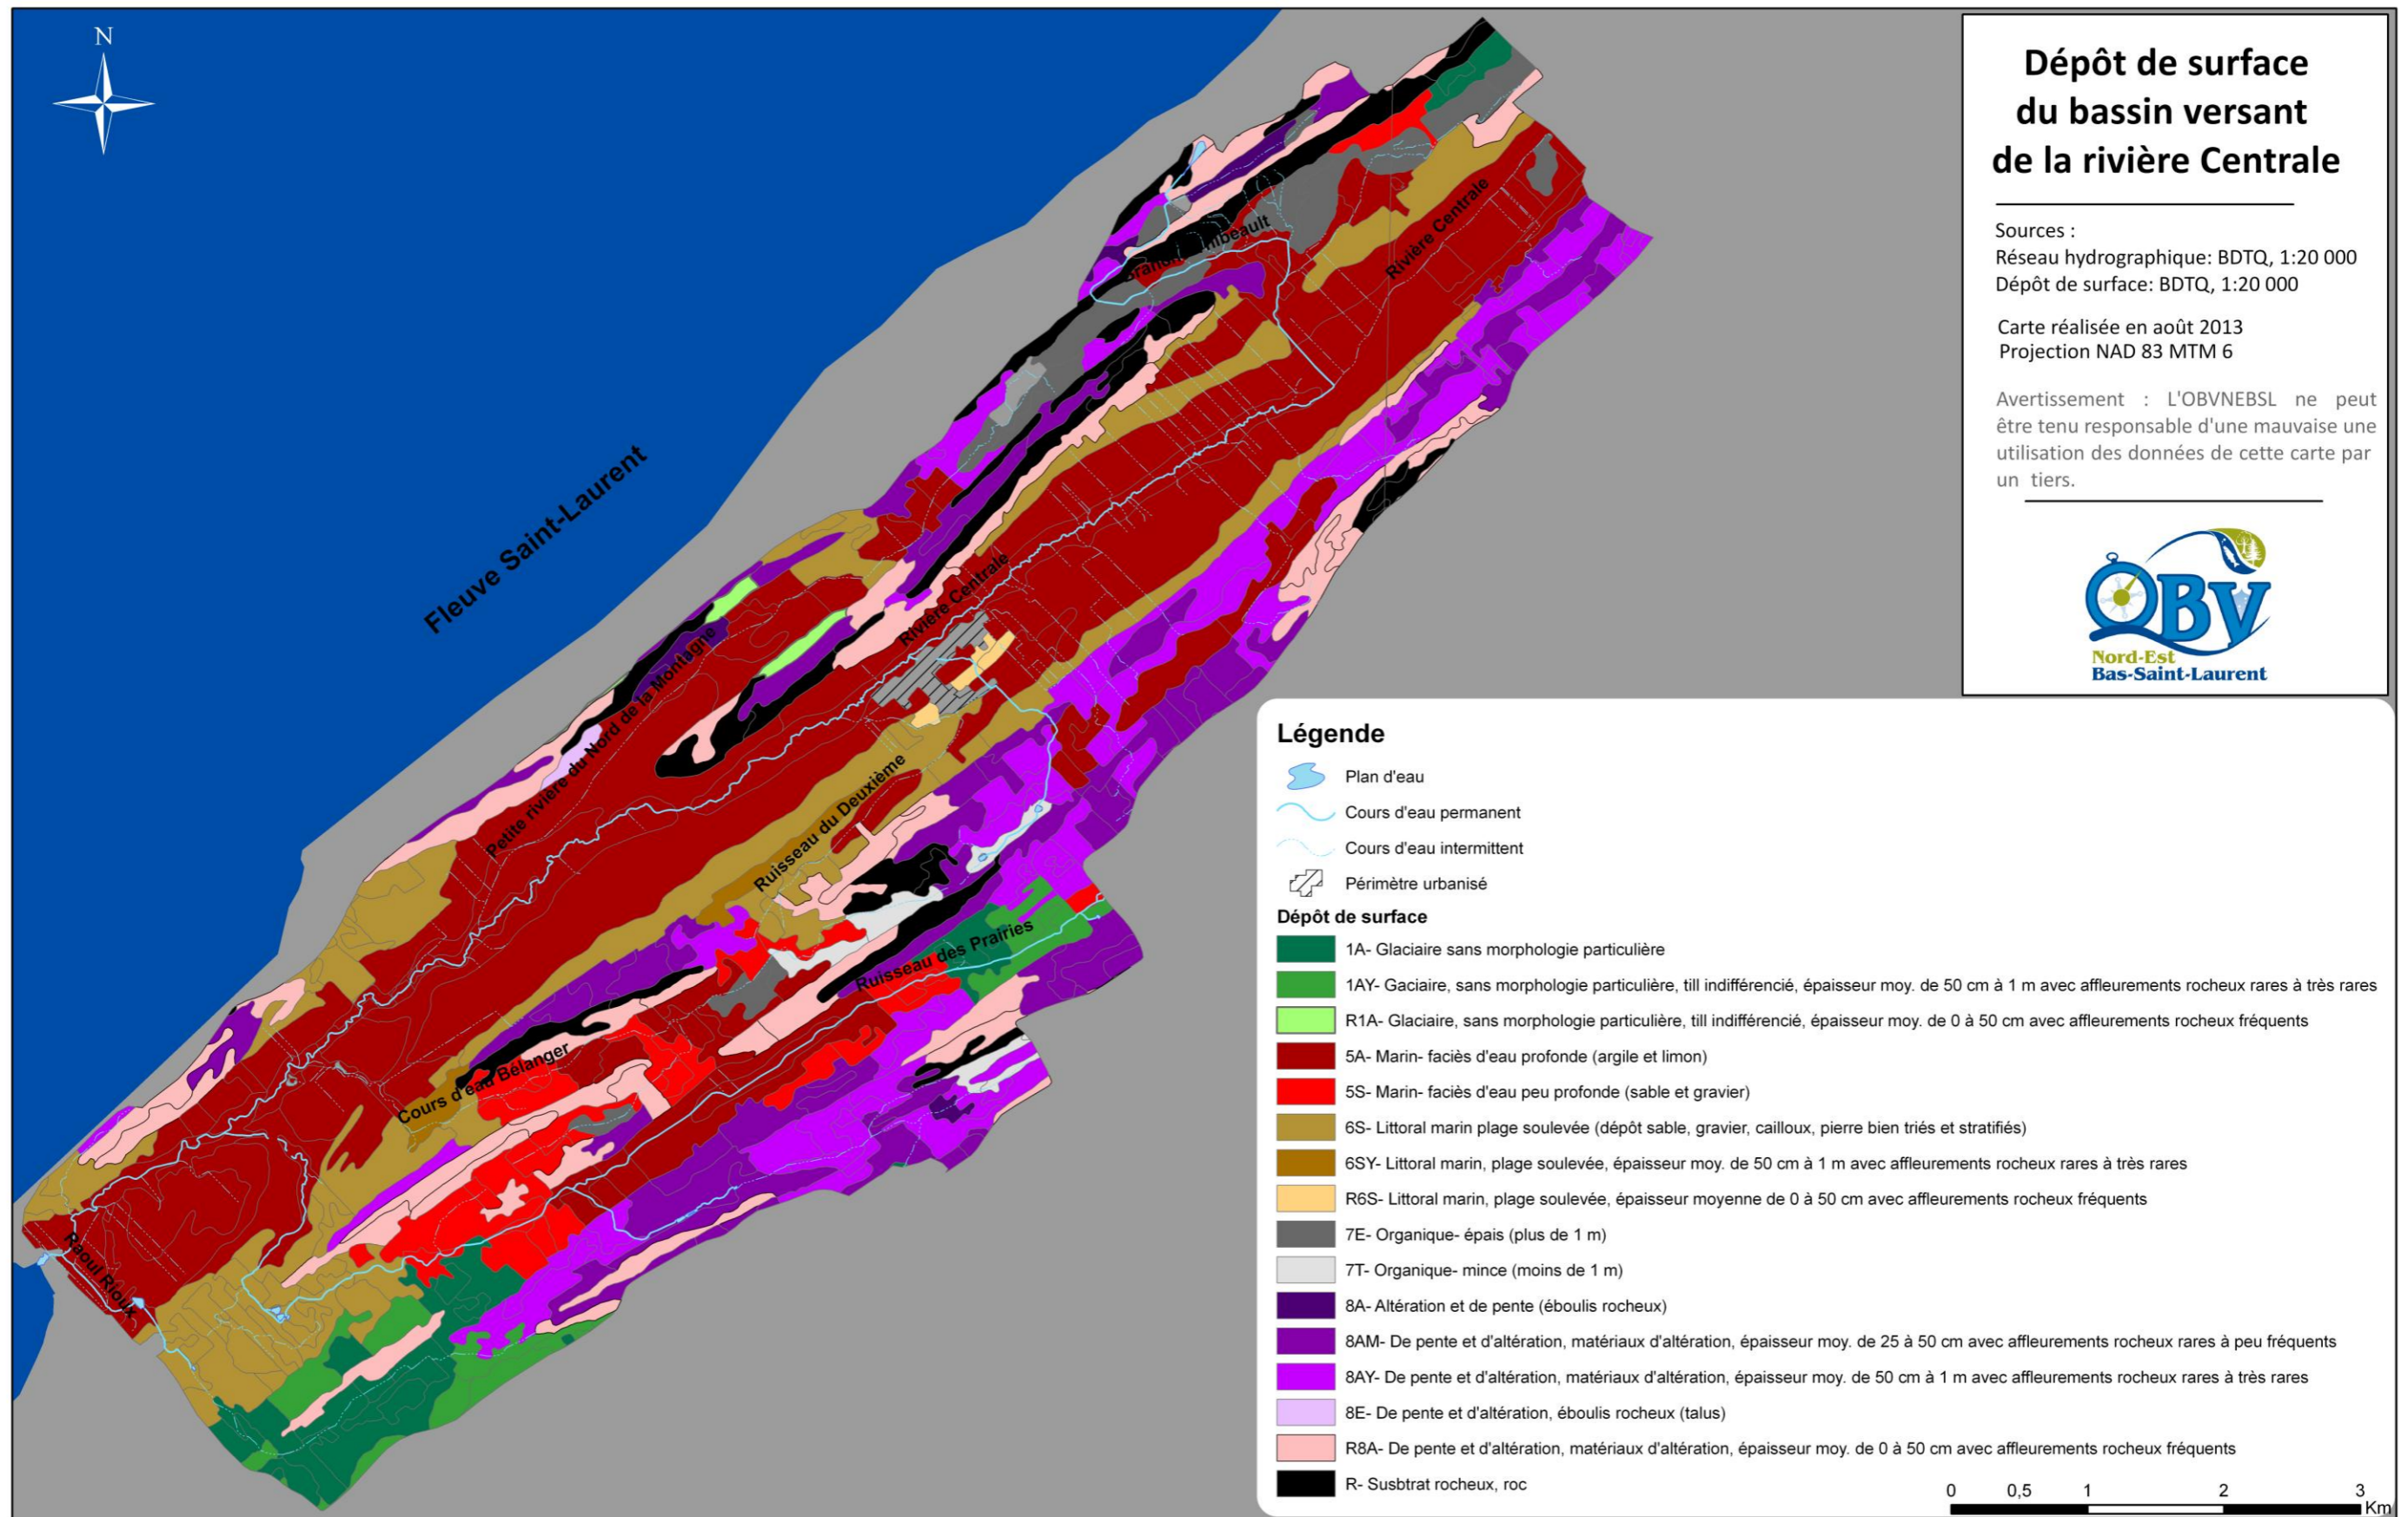 N
Fleuve Saint-Laurent
Rivière Centrale
Rivière Centrale
Petite rivière du Nord de la Montagne
Ruisseau du Deuxième
Ruisseau des Prairies
Cours d'eau Bélanger
Raoul Rioux
Dépôt de surface
du bassin versant
de la rivière Centrale
Sources :
Réseau hydrographique: BDTQ, 1:20 000
Dépôt de surface: BDTQ, 1:20 000
Carte réalisée en août 2013
Projection NAD 83 MTM 6
Avertissement : L'OBVNEBSL ne peut
être tenu responsable d'une mauvaise une
utilisation des données de cette carte par
un tiers.
OBV
Nord-Est
Bas-Saint-Laurent
Légende
Plan d'eau
Cours d'eau permanent
Cours d'eau intermittent
Périmètre urbanisé
Dépôt de surface
1A- Glaciaire sans morphologie particulière
1AY- Gaciaire, sans morphologie particulière, till indifférencié, épaisseur moy. de 50 cm à 1 m avec affleurements rocheux rares à très rares
R1A- Glaciaire, sans morphologie particulière, till indifférencié, épaisseur moy. de 0 à 50 cm avec affleurements rocheux fréquents
5A- Marin- faciès d'eau profonde (argile et limon)
5S- Marin- faciès d'eau peu profonde (sable et gravier)
6S- Littoral marin plage soulevée (dépôt sable, gravier, cailloux, pierre bien triés et stratifiés)
6SY- Littoral marin, plage soulevée, épaisseur moy. de 50 cm à 1 m avec affleurements rocheux rares à très rares
R6S- Littoral marin, plage soulevée, épaisseur moyenne de 0 à 50 cm avec affleurements rocheux fréquents
7E- Organique- épais (plus de 1 m)
7T- Organique- mince (moins de 1 m)
8A- Altération et de pente (éboulis rocheux)
8AM- De pente et d'altération, matériaux d'altération, épaisseur moy. de 25 à 50 cm avec affleurements rocheux rares à peu fréquents
8AY- De pente et d'altération, matériaux d'altération, épaisseur moy. de 50 cm à 1 m avec affleurements rocheux rares à très rares
8E- De pente et d'altération, éboulis rocheux (talus)
R8A- De pente et d'altération, matériaux d'altération, épaisseur moy. de 0 à 50 cm avec affleurements rocheux fréquents
R- Susbtrat rocheux, roc
0 0,5 1 2 3
Km